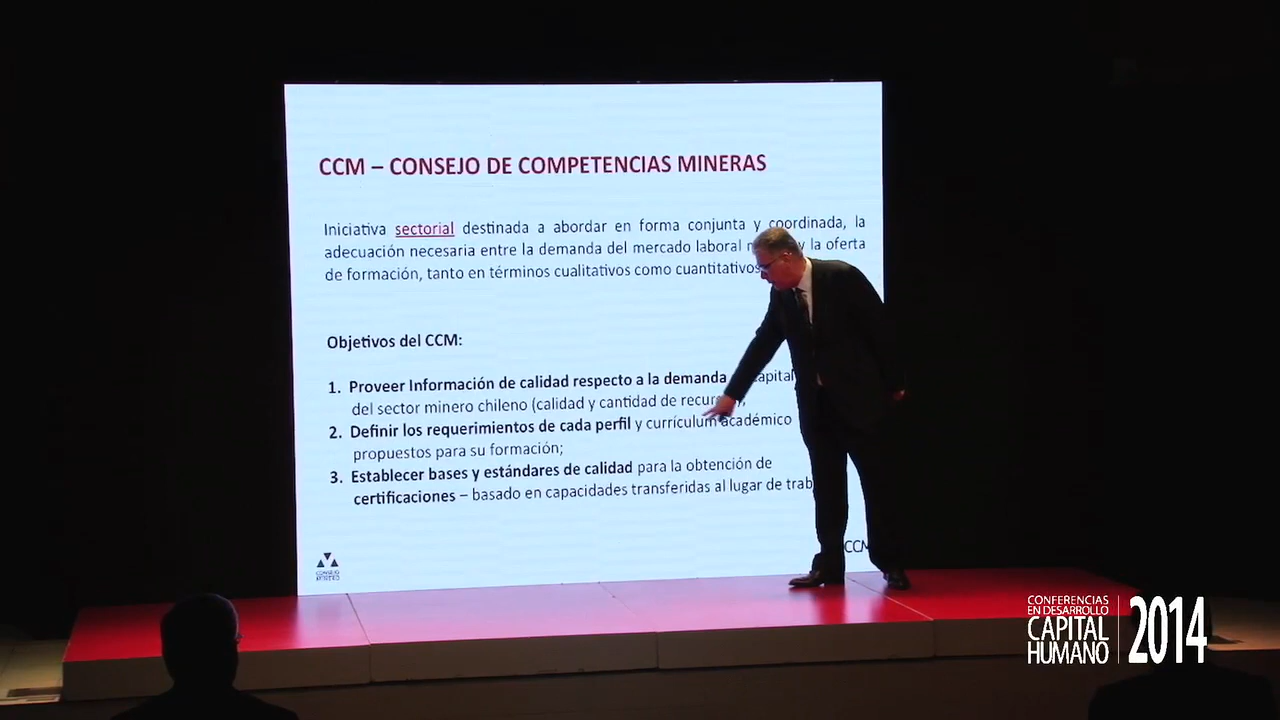 CCM – CONSEJO DE COMPETENCIAS MINERAS
Iniciativa sectorial destinada a abordar en forma conjunta y coordinada, la
adecuación necesaria entre la demanda del mercado laboral y la oferta
de formación, tanto en términos cualitativos como cuantitativos
Objetivos del CCM:
1. Proveer Información de calidad respecto a la demanda capital
del sector minero chileno (calidad y cantidad de
2. Definir los requerimientos de cada perfil y currículum académico
propuestos para su formación;
3. Establecer bases y estándares de calidad para la obtención de
certificaciones – basado en capacidades transferidas al lugar de
CONSEJO
MINERO
CCM
CONFERENCIAS
EN DESARROLLO
CAPITAL
HUMANO
2014